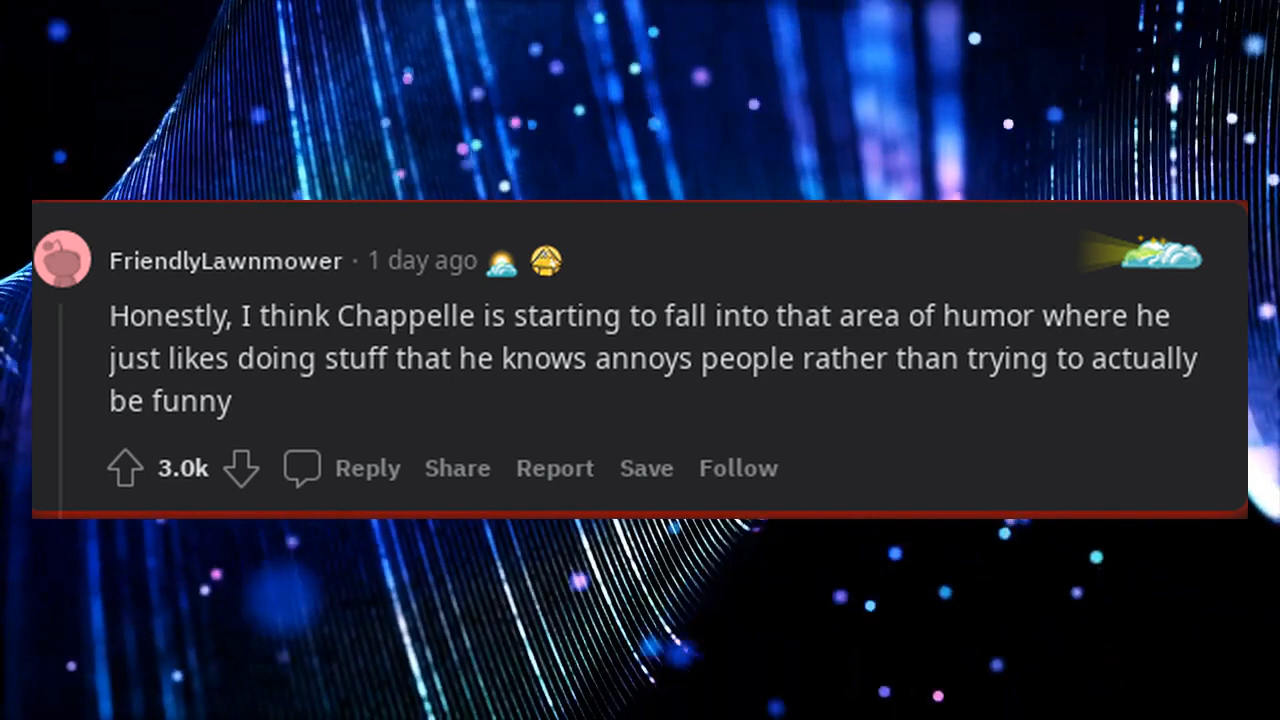 FriendlyLawnmower · 1 day ago
Honestly, I think Chappelle is starting to fall into that area of humor where he
just likes doing stuff that he knows annoys people rather than trying to actually
be funny
3.0k Reply Share Report Save Follow